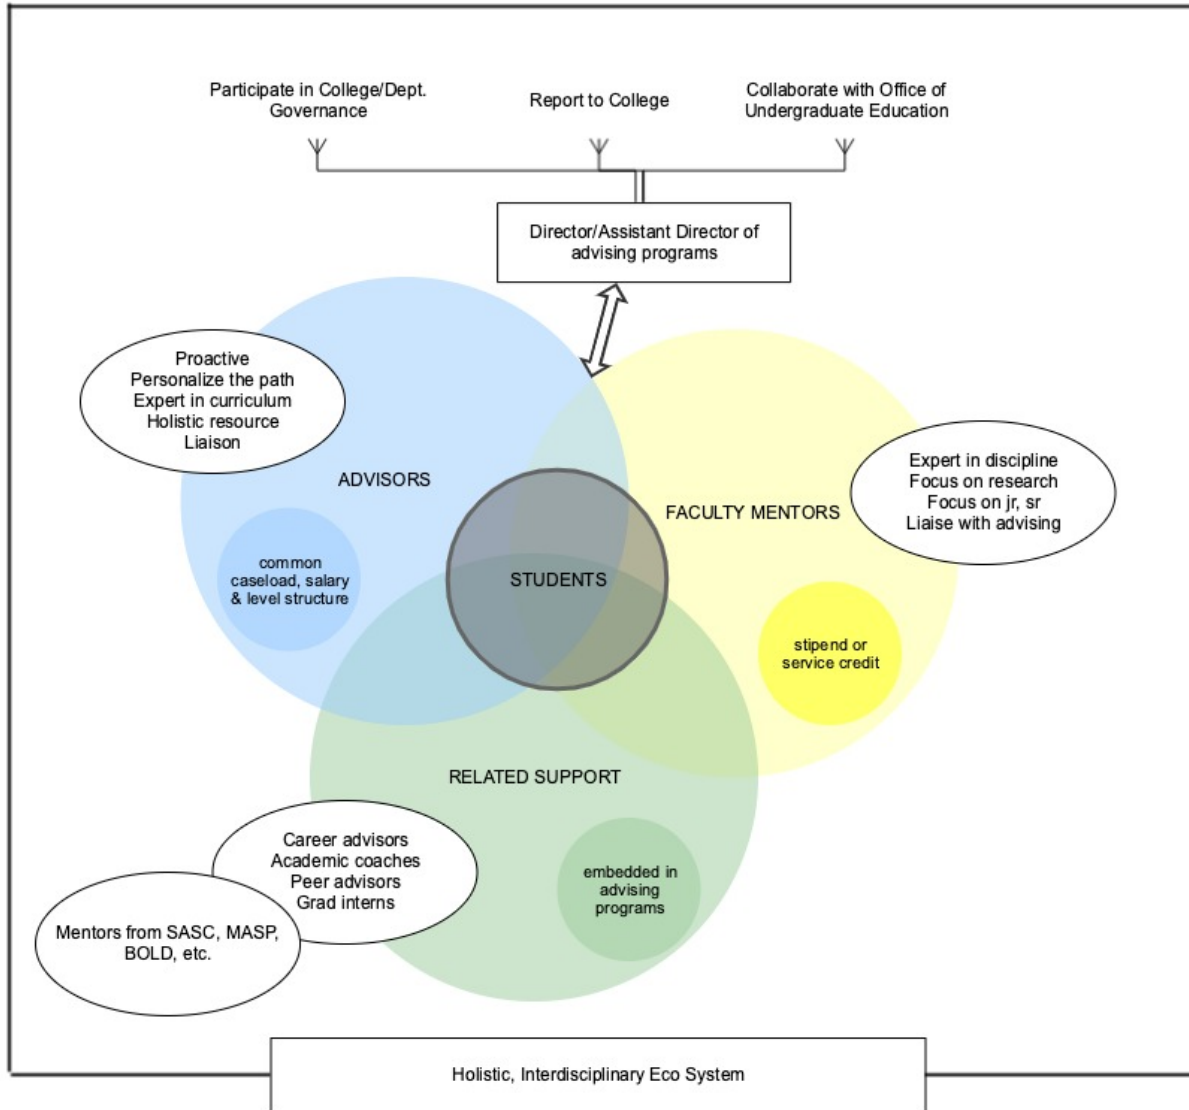 Participate in College/Dept.
Governance
Report to College
Collaborate with Office of
Undergraduate Education
Director/Assistant Director of
advising programs
Proactive
Personalize the path
Expert in curriculum
Holistic resource
Liaison
ADVISORS
common
caseload, salary
& level structure
Expert in discipline
Focus on research
Focus on jr, sr
Liaise with advising
FACULTY MENTORS
STUDENTS
stipend or
service credit
RELATED SUPPORT
Career advisors
Academic coaches
Peer advisors
Grad interns
embedded in
advising
programs
Mentors from SASC, MASP,
BOLD, etc.
Holistic, Interdisciplinary Eco System